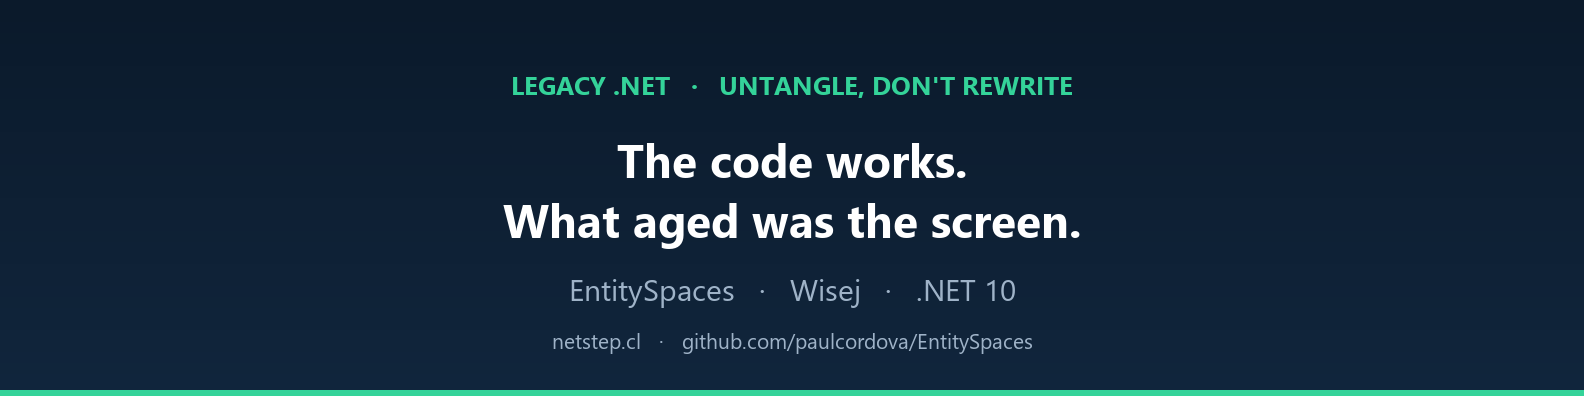 LEGACY .NET · UNTANGLE, DON'T REWRITE
The code works.
What aged was the screen.
EntitySpaces · Wisej · .NET 10
netstep.cl · github.com/paulcordova/EntitySpaces